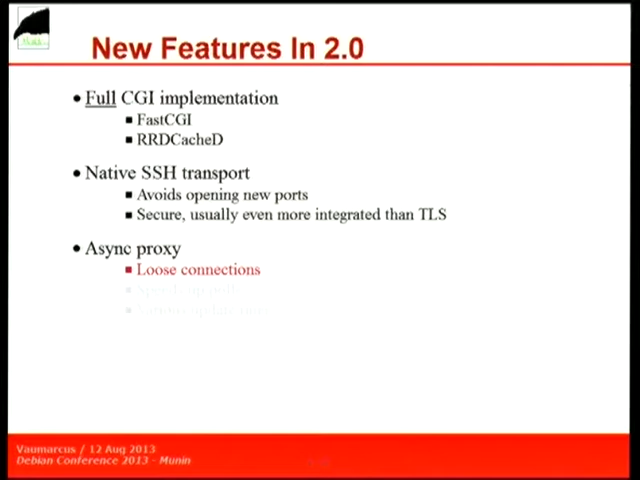 New Features In 2.0
Full CGI implementation
FastCGI
RRDCacheD
Native SSH transport
Avoids opening new ports
Secure, usually even more integrated than TLS
Async proxy
Loose connections
Vaumarcus / 12 Aug 2013
Debian Conference 2013 - Munin